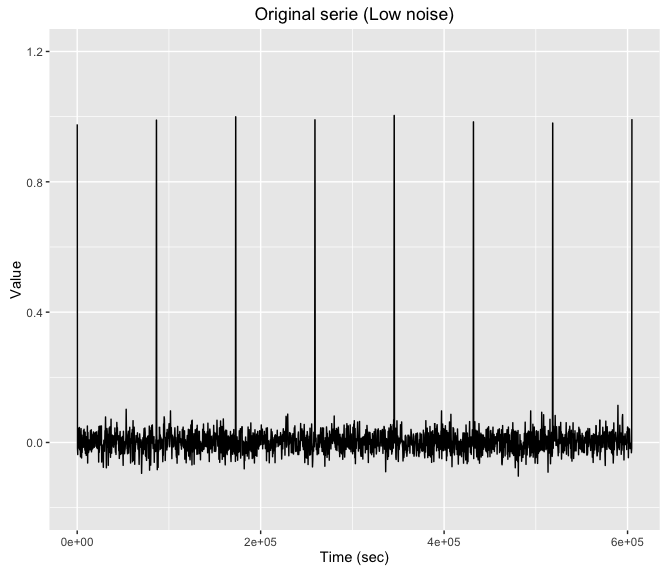 Original serie (Low noise)
1.2
0.8
0.4
0.0
Value
0e+00 2e+05 4e+05 6e+05
Time (sec)